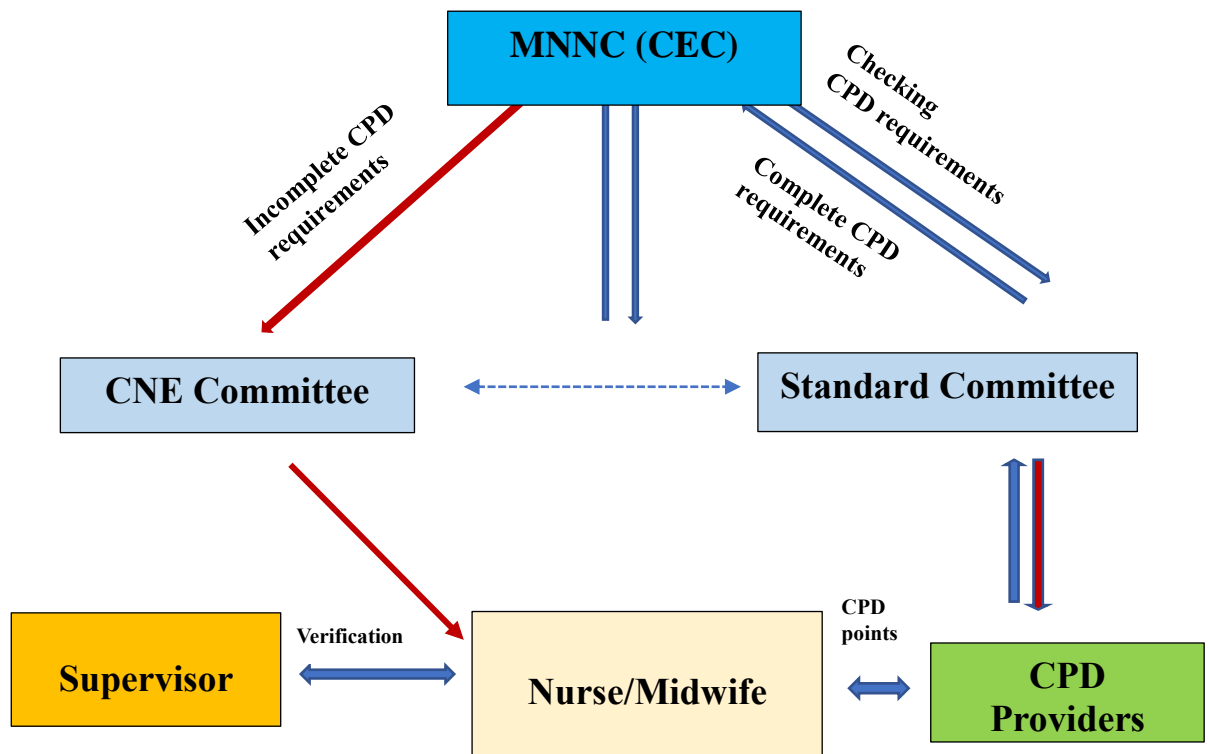 MNNC (CEC)
Incomplete CPD
requirements
Checking
CPD requirements
Complete CPD
requirements
CNE Committee
Standard Committee
Supervisor
Verification
Nurse/Midwife
CPD
points
CPD
Providers